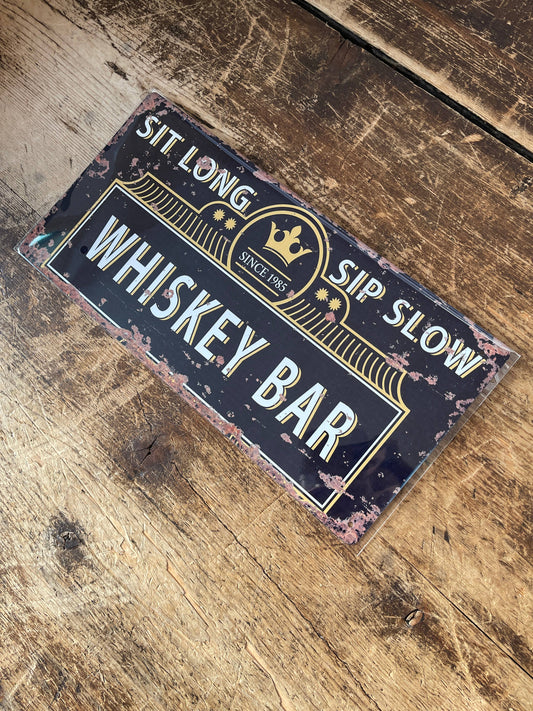 SIT LONG
SIP SLOW
SINCE 1985
WHISKEY BAR